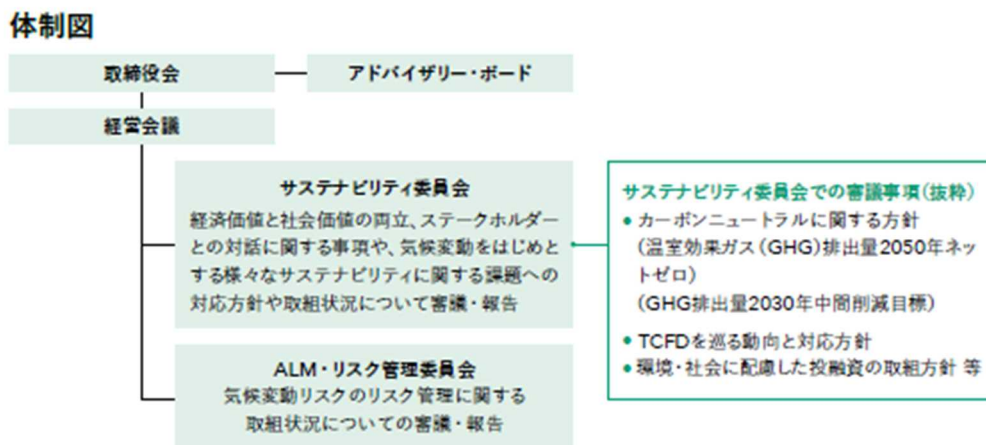 体制図
取締役会
アドバイザリー・ボード
経営会議
サステナビリティ委員会
経済価値と社会価値の両立、ステークホルダー
との対話に関する事項や、気候変動をはじめと
する様々なサステナビリティに関する課題への
対応方針や取組状況について審議・報告
ALM・リスク管理委員会
気候変動リスクのリスク管理に関する
取組状況についての審議・報告
サステナビリティ委員会での審議事項(抜粋)
• カーボンニュートラルに関する方針
(温室効果ガス(GHG)排出量2050年ネッ
トゼロ)
(GHG排出量2030年中間削減目標)
• TCFDを巡る動向と対応方針
• 環境・社会に配慮した投融資の取組方針 等